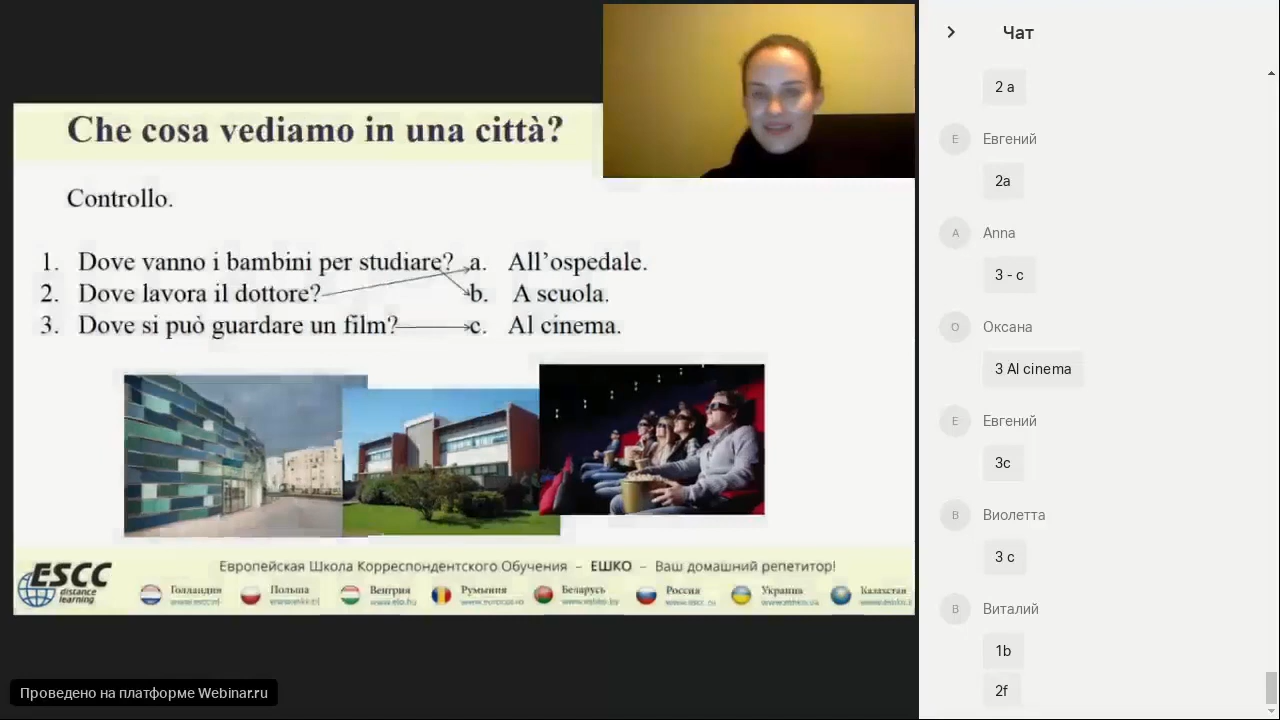 Che cosa vediamo in una città?
Controllo.
1. Dove vanno i bambini per studiare? a. All’ospedale.
2. Dove lavora il dottore? b. A scuola.
3. Dove si può guardare un film? c. Al cinema.
ESCC
distance
learning
Европейская Школа Корреспондентского Обучения – ЕШКО – Ваш домашний репетитор!
Голландия Польша Венгрия Румыния Беларусь Россия Украина Казахстан
Проведено на платформе Webinar.ru
Чат
2 а
Е Евгений
2а
A Anna
3 - c
О Оксана
3 Al cinema
Е Евгений
3с
В Виолетта
3 с
В Виталий
1b
2f